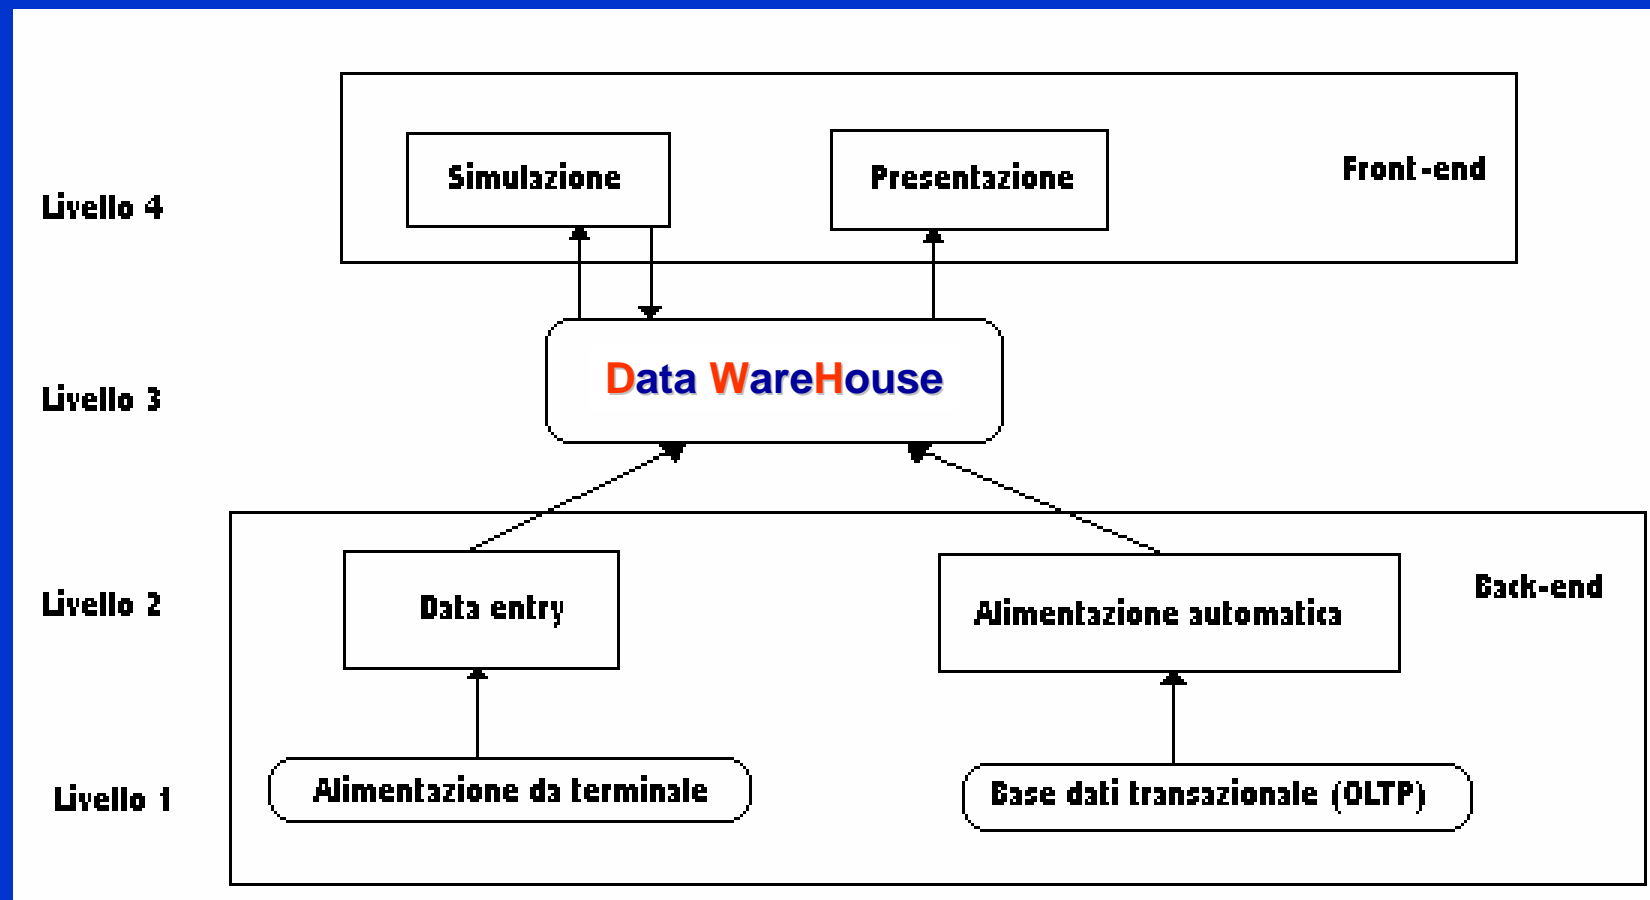 Front-end
Simulazione
Presentazione
Livello 4
Data WareHouse
Livello 3
Back-end
Livello 2
Data entry
Alimentazione automatica
Livello 1
Alimentazione da terminale
Base dati transazionale (OLTP)